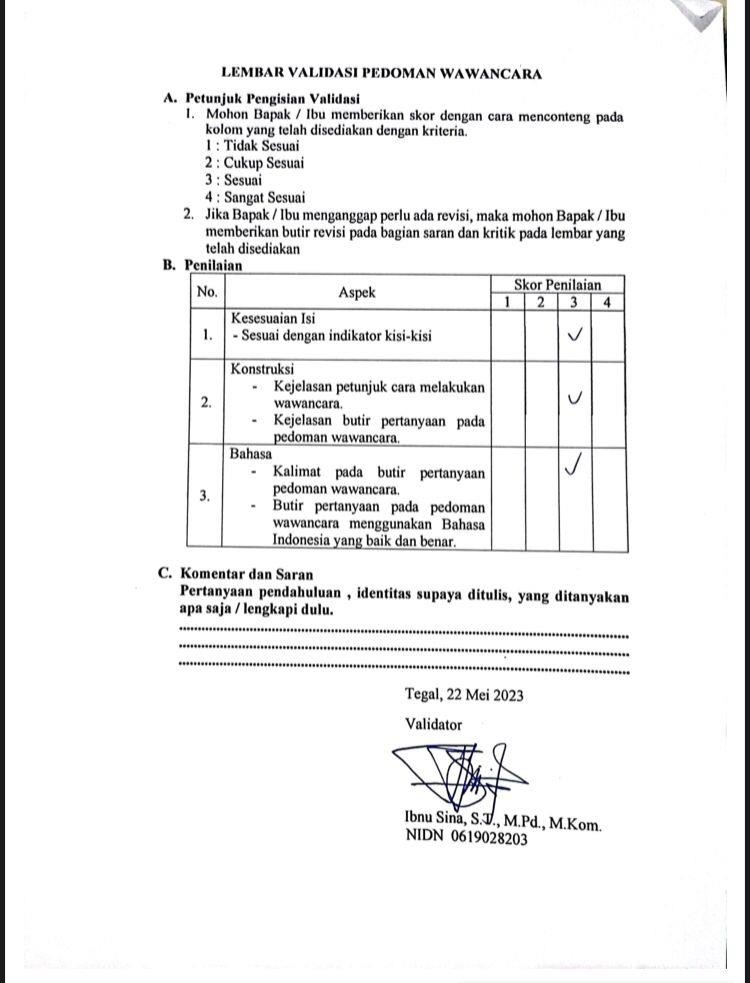 LEMBAR VALIDASI PEDOMAN WAWANCARA
A. Petunjuk Pengisian Validasi
1. Mohon Bapak / Ibu memberikan skor dengan cara menconteng pada
kolom yang telah disediakan dengan kriteria.
1 : Tidak Sesuai
2 : Cukup Sesuai
3 : Sesuai
4 : Sangat Sesuai
2. Jika Bapak / Ibu menganggap perlu ada revisi, maka mohon Bapak / Ibu
memberikan butir revisi pada bagian saran dan kritik pada lembar yang
telah disediakan
B. Penilaian
No. Aspek Skor Penilaian
1 2 3 4
Kesesuaian Isi
1. - Sesuai dengan indikator kisi-kisi ✓
Konstruksi
- Kejelasan petunjuk cara melakukan
2. wawancara. ✓
- Kejelasan butir pertanyaan pada
pedoman wawancara.
Bahasa
- Kalimat pada butir pertanyaan ✓
pedoman wawancara.
3. - Butir pertanyaan pada pedoman
wawancara menggunakan Bahasa
Indonesia yang baik dan benar.
C. Komentar dan Saran
Pertanyaan pendahuluan , identitas supaya ditulis, yang ditanyakan
apa saja / lengkapi dulu.
Tegal, 22 Mei 2023
Validator
Ibnu Sina, S.T., M.Pd., M.Kom.
NIDN 0619028203